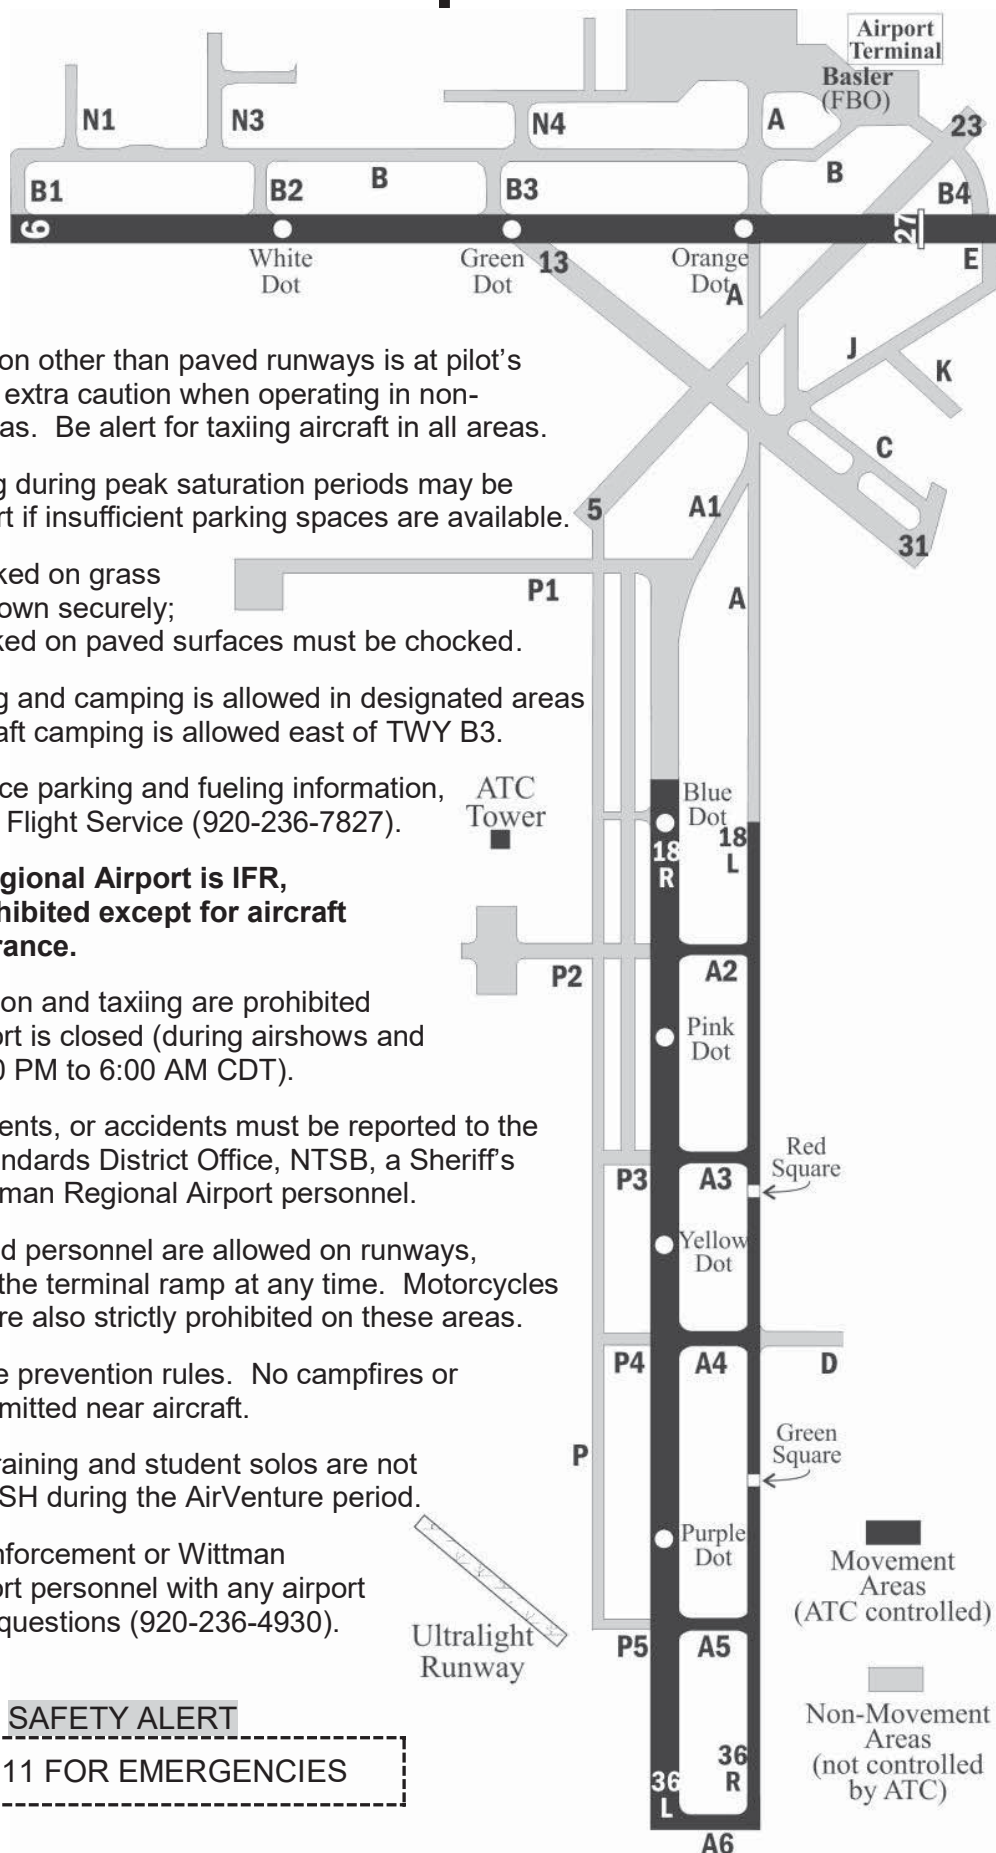 Airport
Terminal
Basler
(FBO)
N1
N3
N4
A
23
B1
B2
B
B3
B
B4
9
27
White
Dot
Green
Dot
13
Orange
Dot
A
E
J
K
on other than paved runways is at pilot's
extra caution when operating in non-
as. Be alert for taxiing aircraft in all areas.
C
g during peak saturation periods may be
rt if insufficient parking spaces are available.
5
A1
31
ked on grass
own securely;
ked on paved surfaces must be chocked.
P1
A
g and camping is allowed in designated areas
aft camping is allowed east of TWY B3.
ce parking and fueling information,
Flight Service (920-236-7827).
ATC
Tower
Blue
Dot
18
R
18
L
gional Airport is IFR,
hibited except for aircraft
rance.
P2
A2
on and taxiing are prohibited
ort is closed (during airshows and
0 PM to 6:00 AM CDT).
Pink
Dot
ents, or accidents must be reported to the
ndards District Office, NTSB, a Sheriff's
man Regional Airport personnel.
Red
Square
P3
A3
d personnel are allowed on runways,
the terminal ramp at any time. Motorcycles
re also strictly prohibited on these areas.
Yellow
Dot
e prevention rules. No campfires or
mitted near aircraft.
P4
A4
D
raining and student solos are not
SH during the AirVenture period.
P
Green
Square
nforcement or Wittman
ort personnel with any airport
questions (920-236-4930).
Purple
Dot
Movement
Areas
(ATC controlled)
Ultralight
Runway
P5
A5
SAFETY ALERT
11 FOR EMERGENCIES
Non-Movement
Areas
(not controlled
by ATC)
36
L
36
R
A6